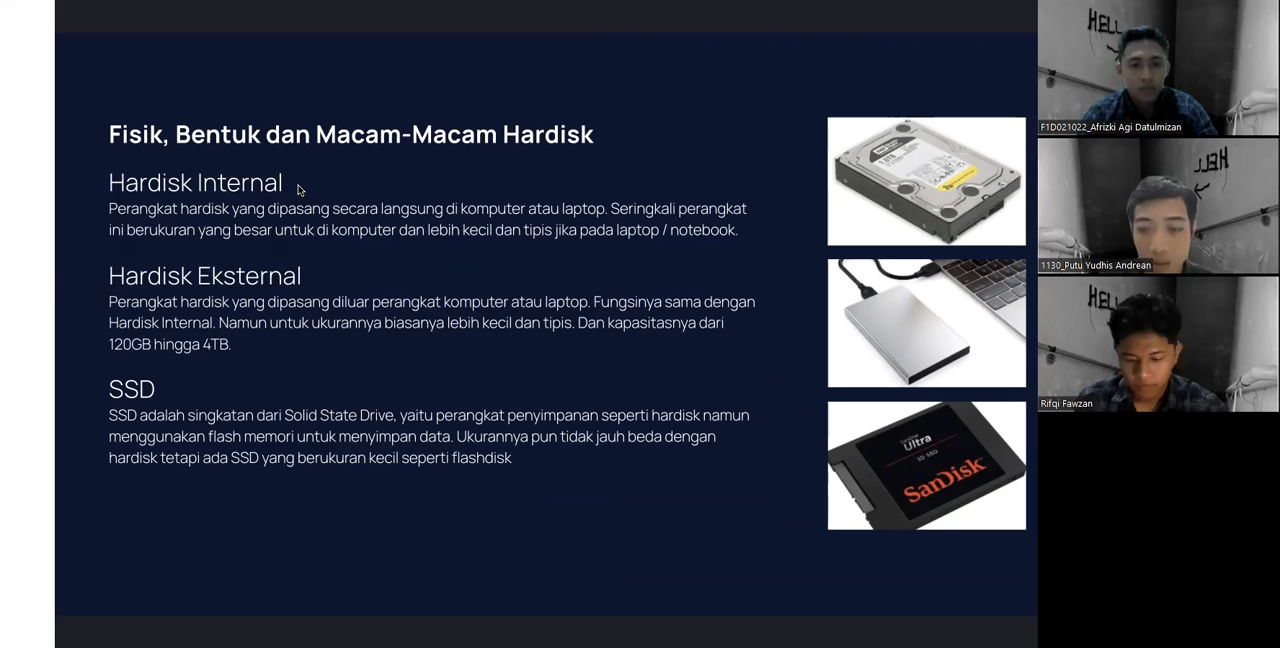 Fisik, Bentuk dan Macam-Macam Hardisk
Hardisk Internal
Perangkat hardisk yang dipasang secara langsung di komputer atau laptop. Seringkali perangkat
ini berukuran yang besar untuk di komputer dan lebih kecil dan tipis jika pada laptop / notebook.
Hardisk Eksternal
Perangkat hardisk yang dipasang diluar perangkat komputer atau laptop. Fungsinya sama dengan
Hardisk Internal. Namun untuk ukurannya biasanya lebih kecil dan tipis. Dan kapasitasnya dari
120GB hingga 4TB.
SSD
SSD adalah singkatan dari Solid State Drive, yaitu perangkat penyimpanan seperti hardisk namun
menggunakan flash memori untuk menyimpan data. Ukurannya pun tidak jauh beda dengan
hardisk tetapi ada SSD yang berukuran kecil seperti flashdisk
SanDisk
Ultra
3D SSD
SanDisk
HELL
F1D021022_Afrizki Agi Datulmizan
HELL
1130_Putu Yudhis Andrean
HELL
Rifqi Fawzan